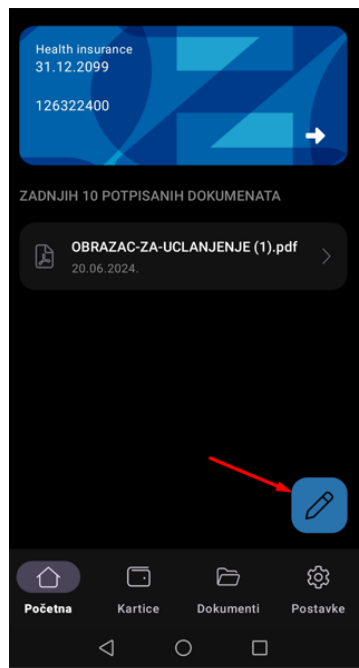 Health insurance
31.12.2099
126322400
ZADNJIH 10 POTPISANIH DOKUMENATA
OBRAZAC-ZA-UCLANJENJE (1).pdf
20.06.2024.
Početna Kartice Dokumenti Postavke